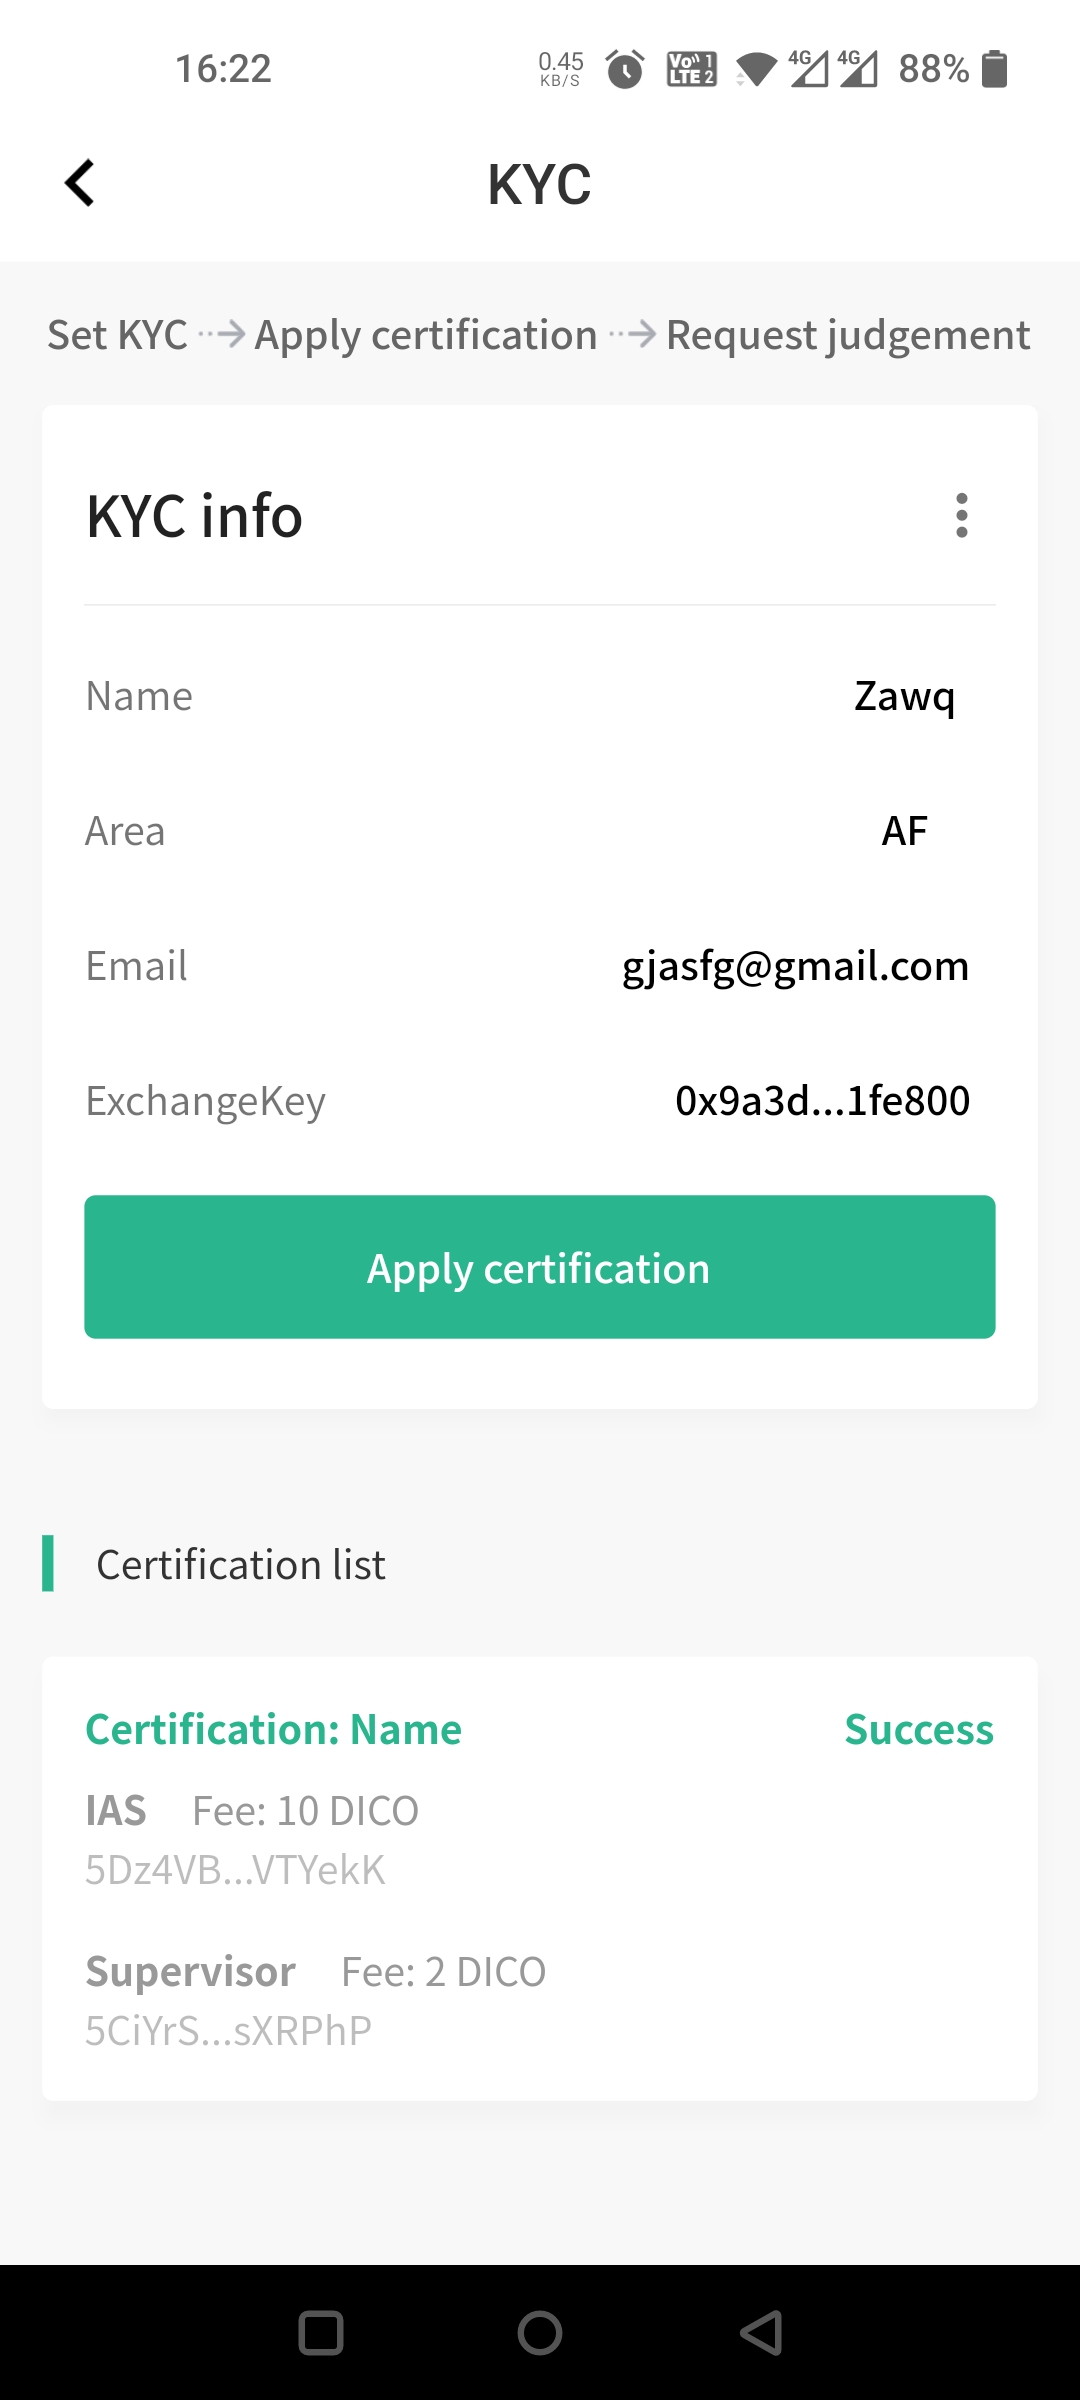 16:22
0.45
KB/S
Vo 1
LTE 2
4G
4G
88%
KYC
Set KYC
Apply certification
Request judgement
KYC info
Name
Zawq
Area
AF
Email
gjasfg@gmail.com
ExchangeKey
0x9a3d...1fe800
Apply certification
Certification list
Certification: Name
Success
IAS Fee: 10 DICO
5Dz4VB...VTYekK
Supervisor Fee: 2 DICO
5CiYrS...sXRPhP